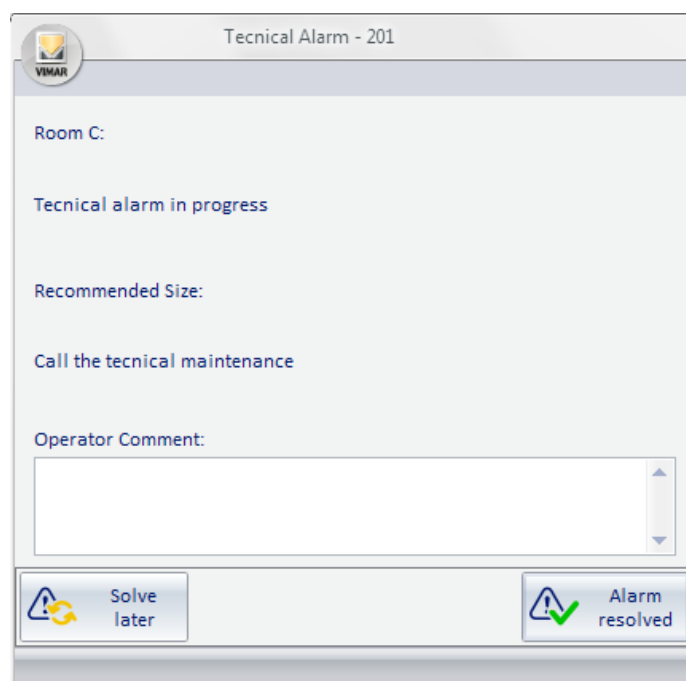 Tecnical Alarm - 201
VIMAR
Room C:
Tecnical alarm in progress
Recommended Size:
Call the tecnical maintenance
Operator Comment:
Solve
later
Alarm
resolved